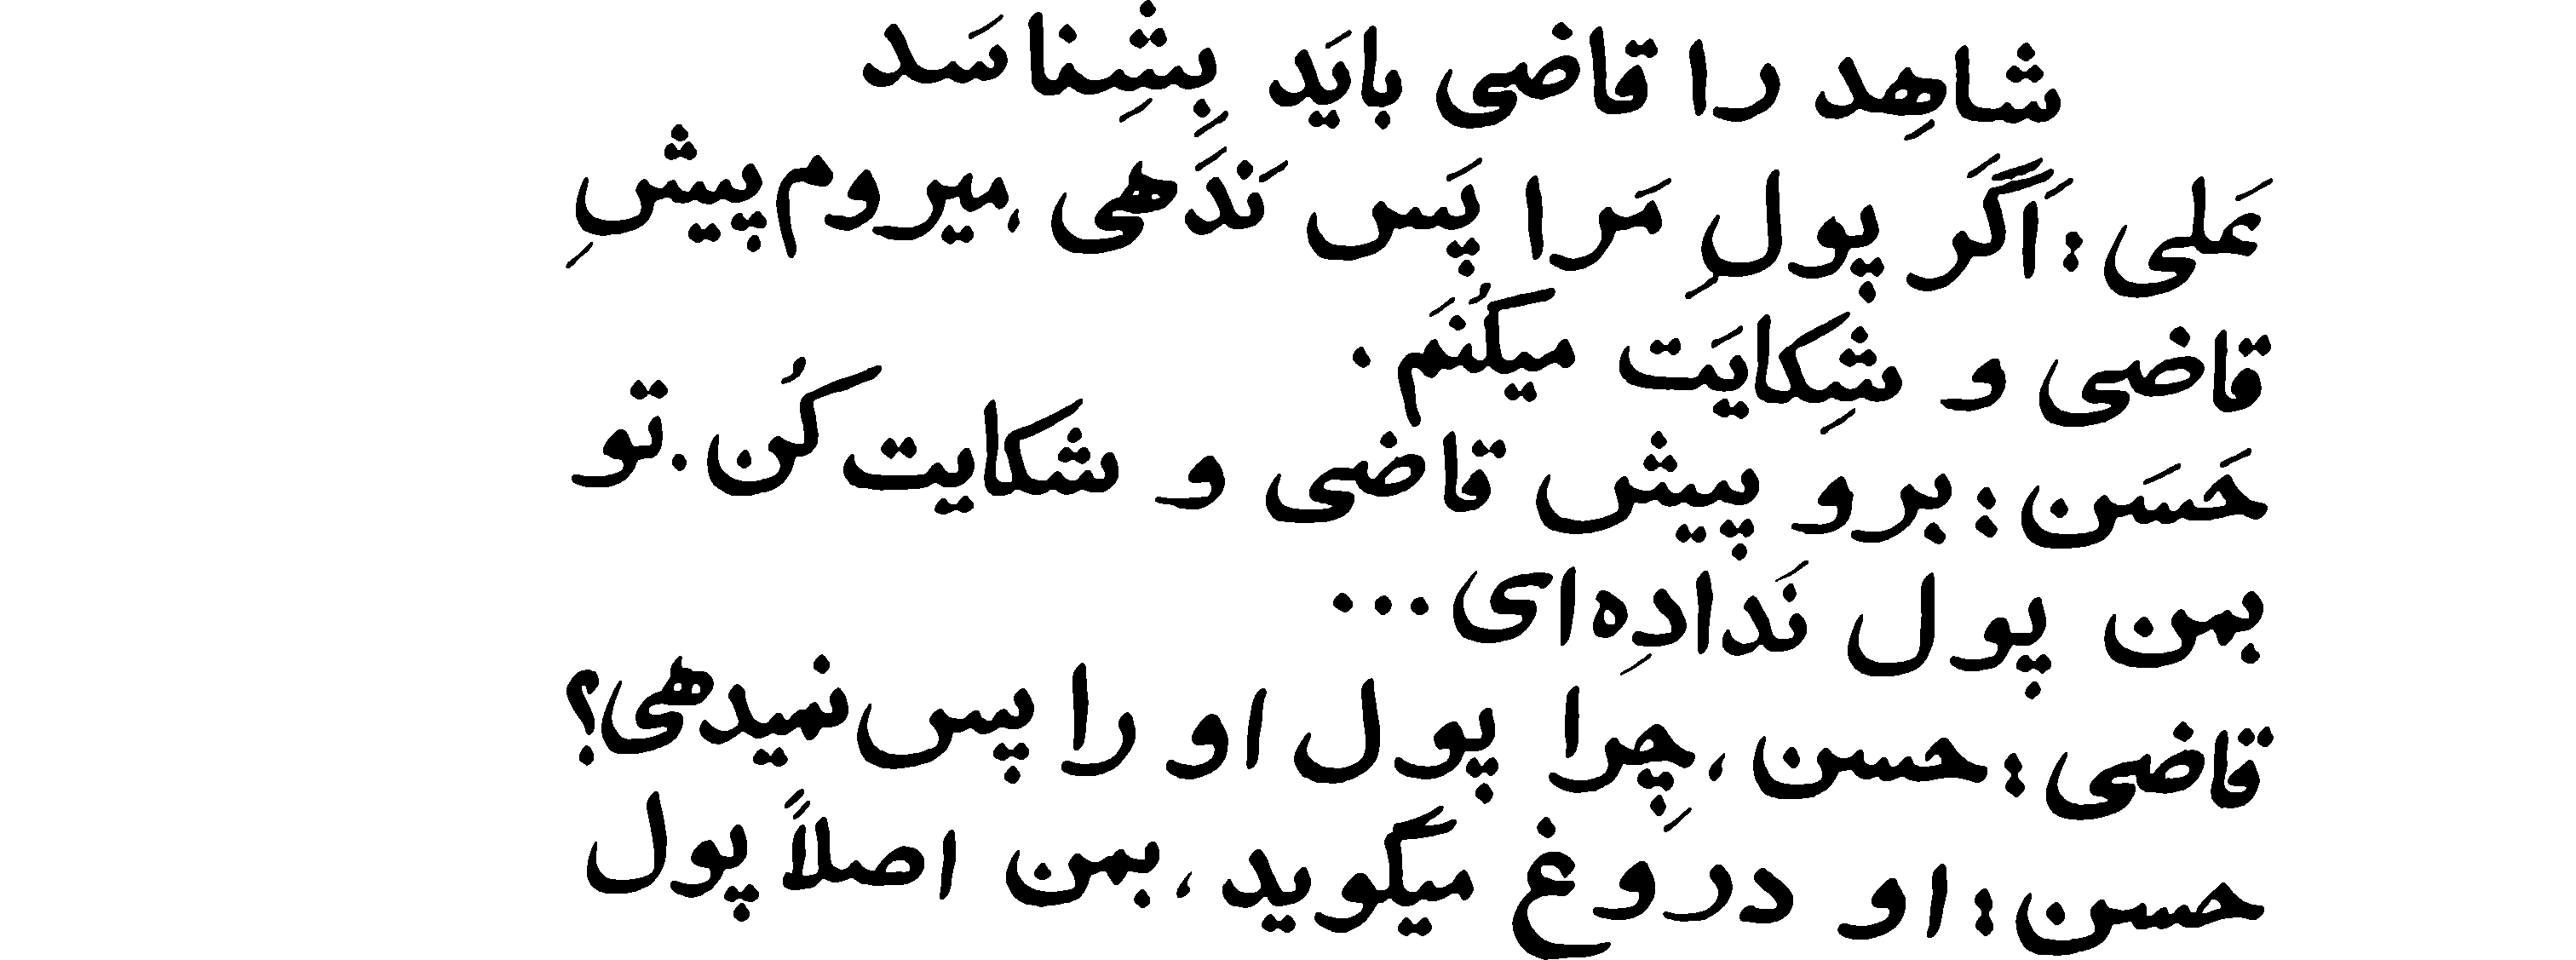 شاهِد را قاضی بایَد بِشِناسَد
عَلی : اَگَر پولِ مَرا پَس نَدَهی ، میروم پیشِ
قاضی و شِکایَت میکُنَم .
حَسَن : برو پیش قاضی و شکایت کُن . تو
بمن پول نَدادِه ای ...
قاضی : حسن ، چِرا پول او را پس نمیدهی ؟
حسن : او دروغ میگوید ، بمن اصلاً پول